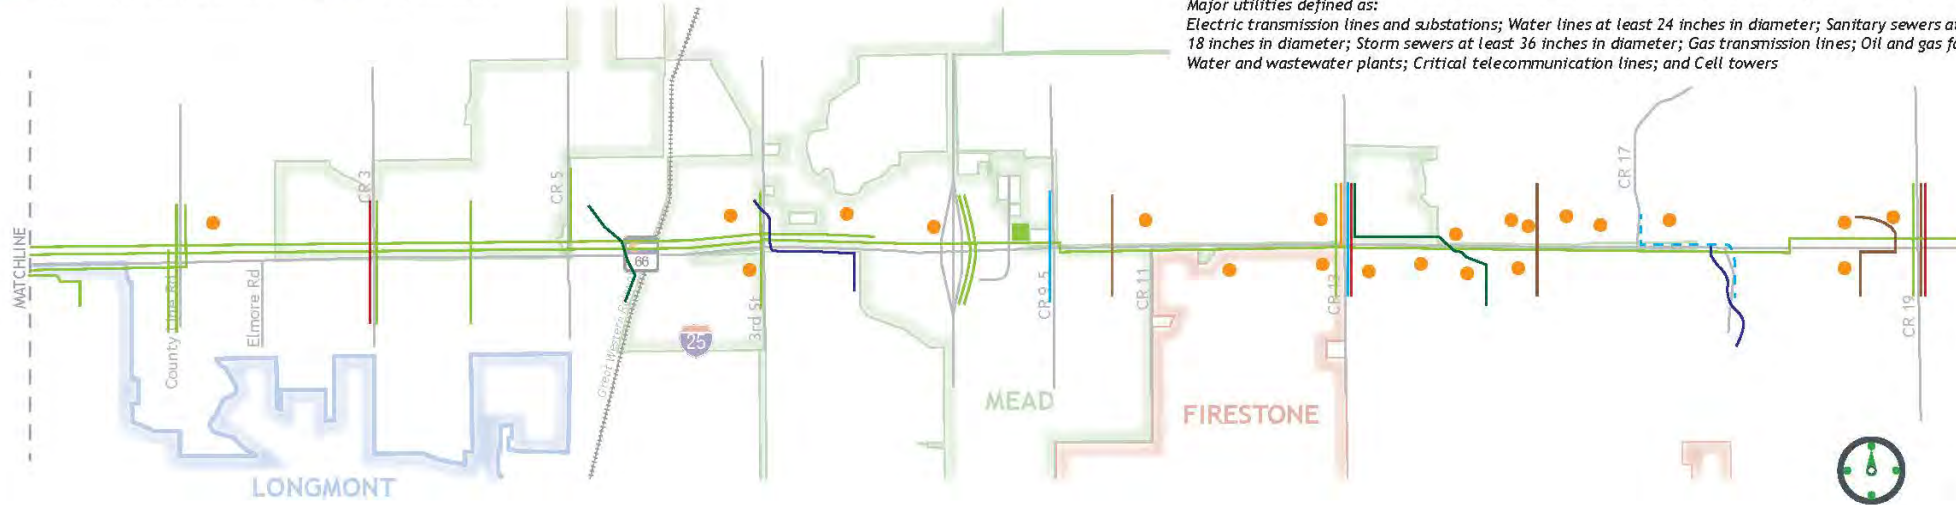 Major utilities defined as:
Electric transmission lines and substations; Water lines at least 24 inches in diameter; Sanitary sewers at
18 inches in diameter; Storm sewers at least 36 inches in diameter; Gas transmission lines; Oil and gas
Water and wastewater plants; Critical telecommunication lines; and Cell towers
MATCHLINE
County Line Rd
Elmore Rd
CR 3
CR 5
66
Great Western
25
3rd St
CR 9.5
CR 11
CR 13
CR 17
CR 19
LONGMONT
MEAD
FIRESTONE